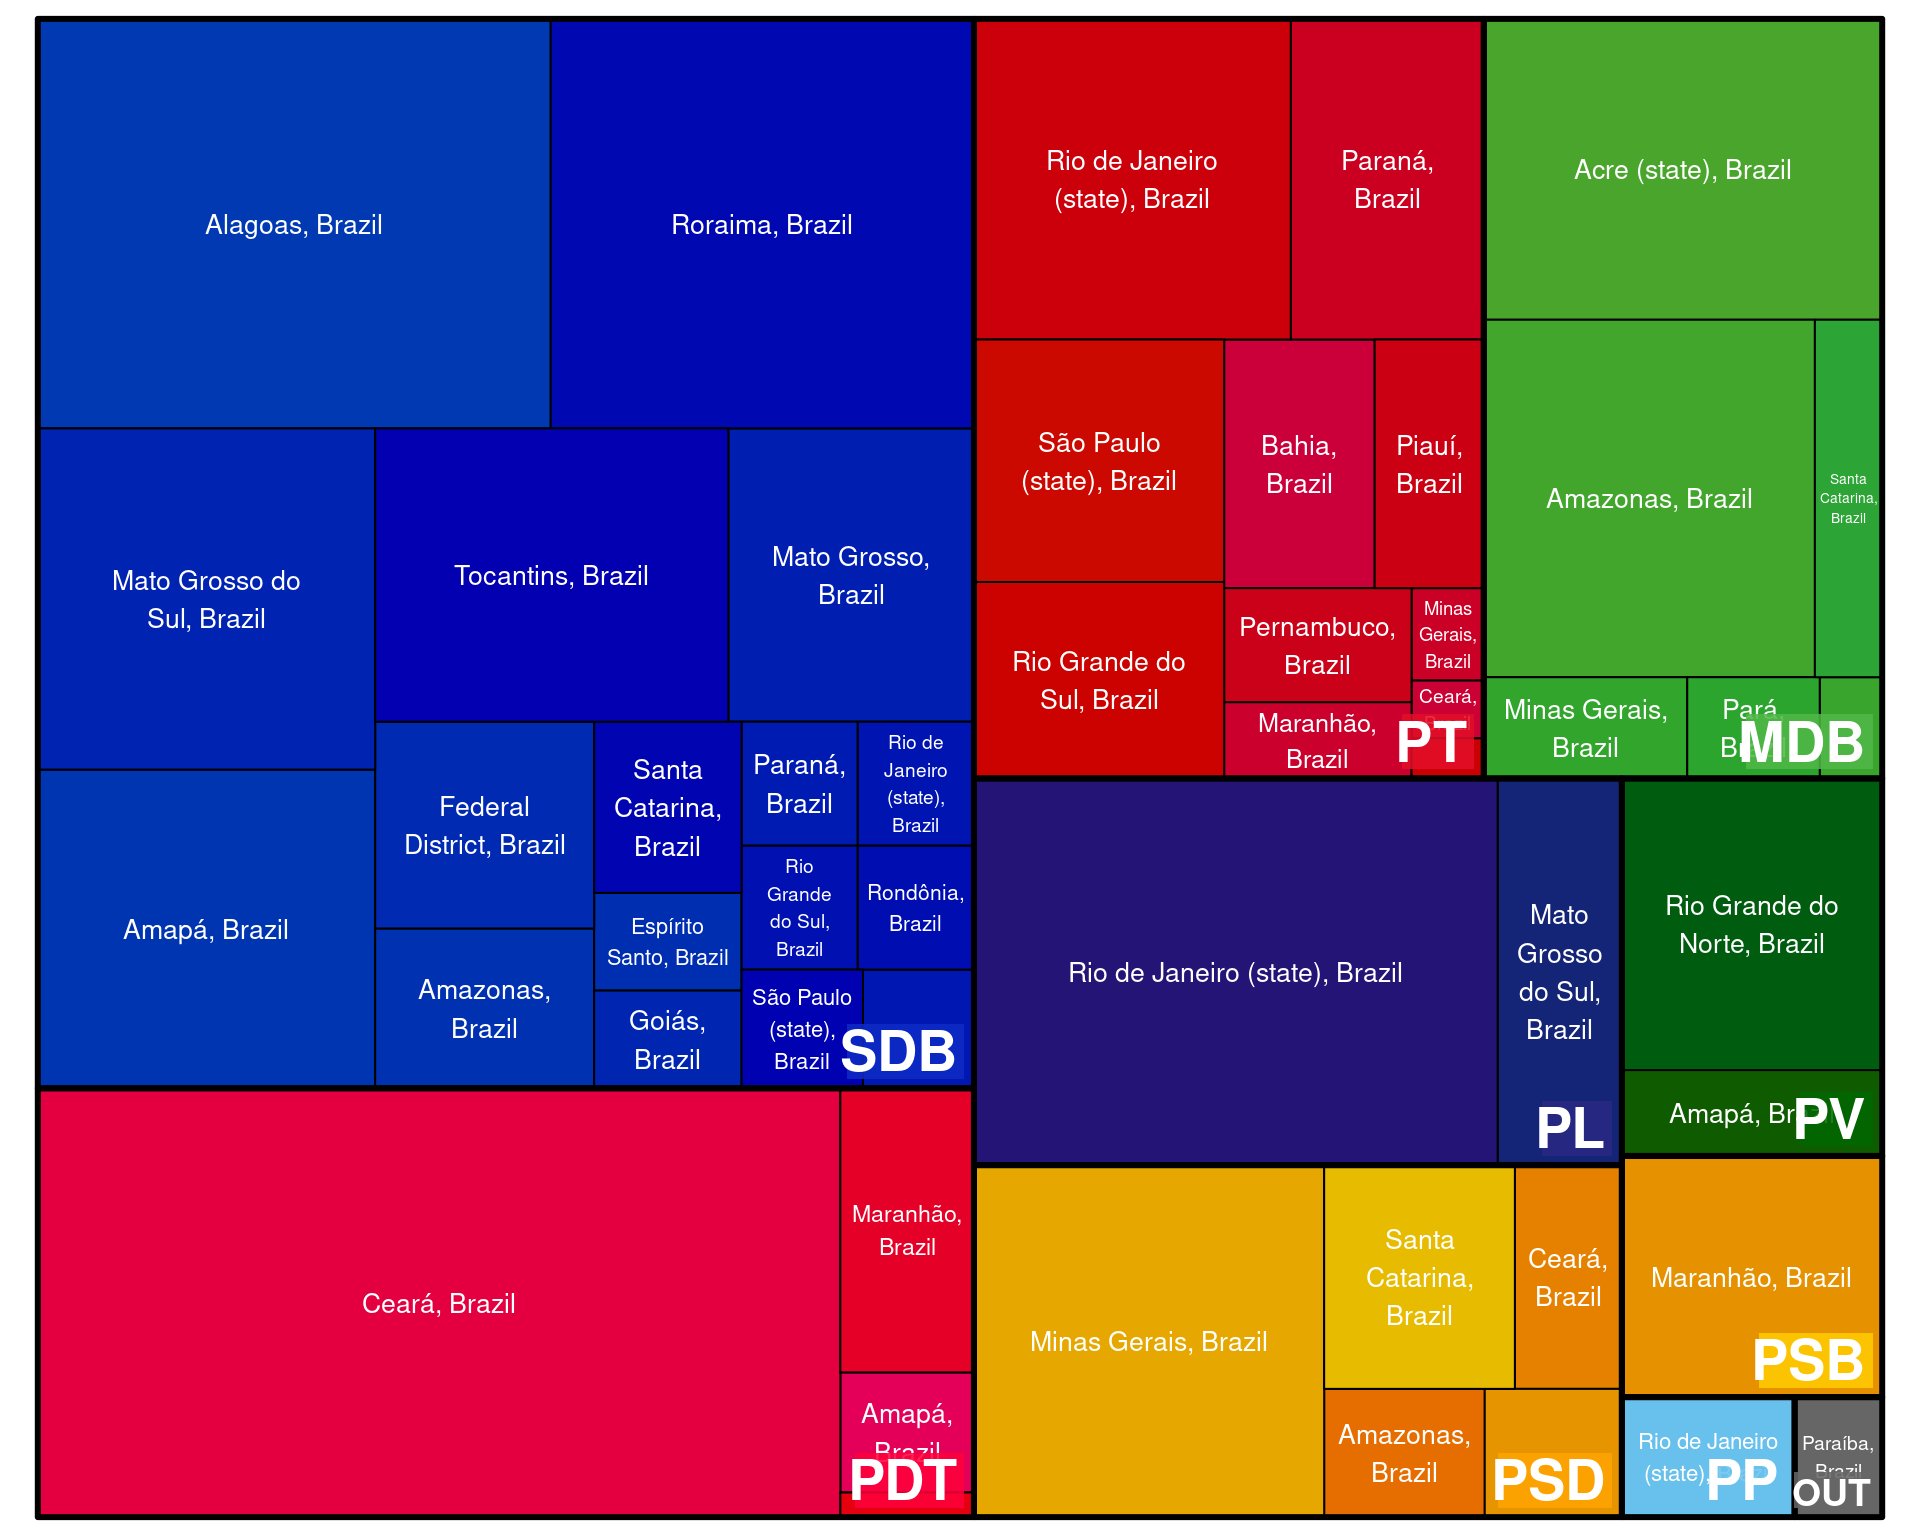 Alagoas, Brazil
Roraima, Brazil
Mato Grosso do
Sul, Brazil
Tocantins, Brazil
Mato Grosso,
Brazil
Amapá, Brazil
Federal
District, Brazil
Amazonas,
Brazil
Santa
Catarina,
Brazil
Espírito
Santo, Brazil
Goiás,
Brazil
Paraná,
Brazil
Rio de
Janeiro
(state),
Brazil
Rio
Grande
do Sul,
Brazil
Rondônia,
Brazil
São Paulo
(state),
Brazil
SDB
Ceará, Brazil
Maranhão,
Brazil
Amapá,
Brazil
PDT
Rio de Janeiro
(state), Brazil
Paraná,
Brazil
São Paulo
(state), Brazil
Bahia,
Brazil
Piauí,
Brazil
Rio Grande do
Sul, Brazil
Pernambuco,
Brazil
Minas
Gerais,
Brazil
Ceará,
Maranhão,
Brazil
PT
Acre (state), Brazil
Amazonas, Brazil
Santa
Catarina,
Brazil
Minas Gerais,
Brazil
Pará,
MDB
Rio de Janeiro (state), Brazil
Mato
Grosso
do Sul,
Brazil
PL
Rio Grande do
Norte, Brazil
Amapá,
PV
Minas Gerais, Brazil
Santa
Catarina,
Brazil
Ceará,
Brazil
Amazonas,
Brazil
PSD
Maranhão, Brazil
PSB
Rio de Janeiro
(state),
PP
Paraíba,
Brazil
OUT